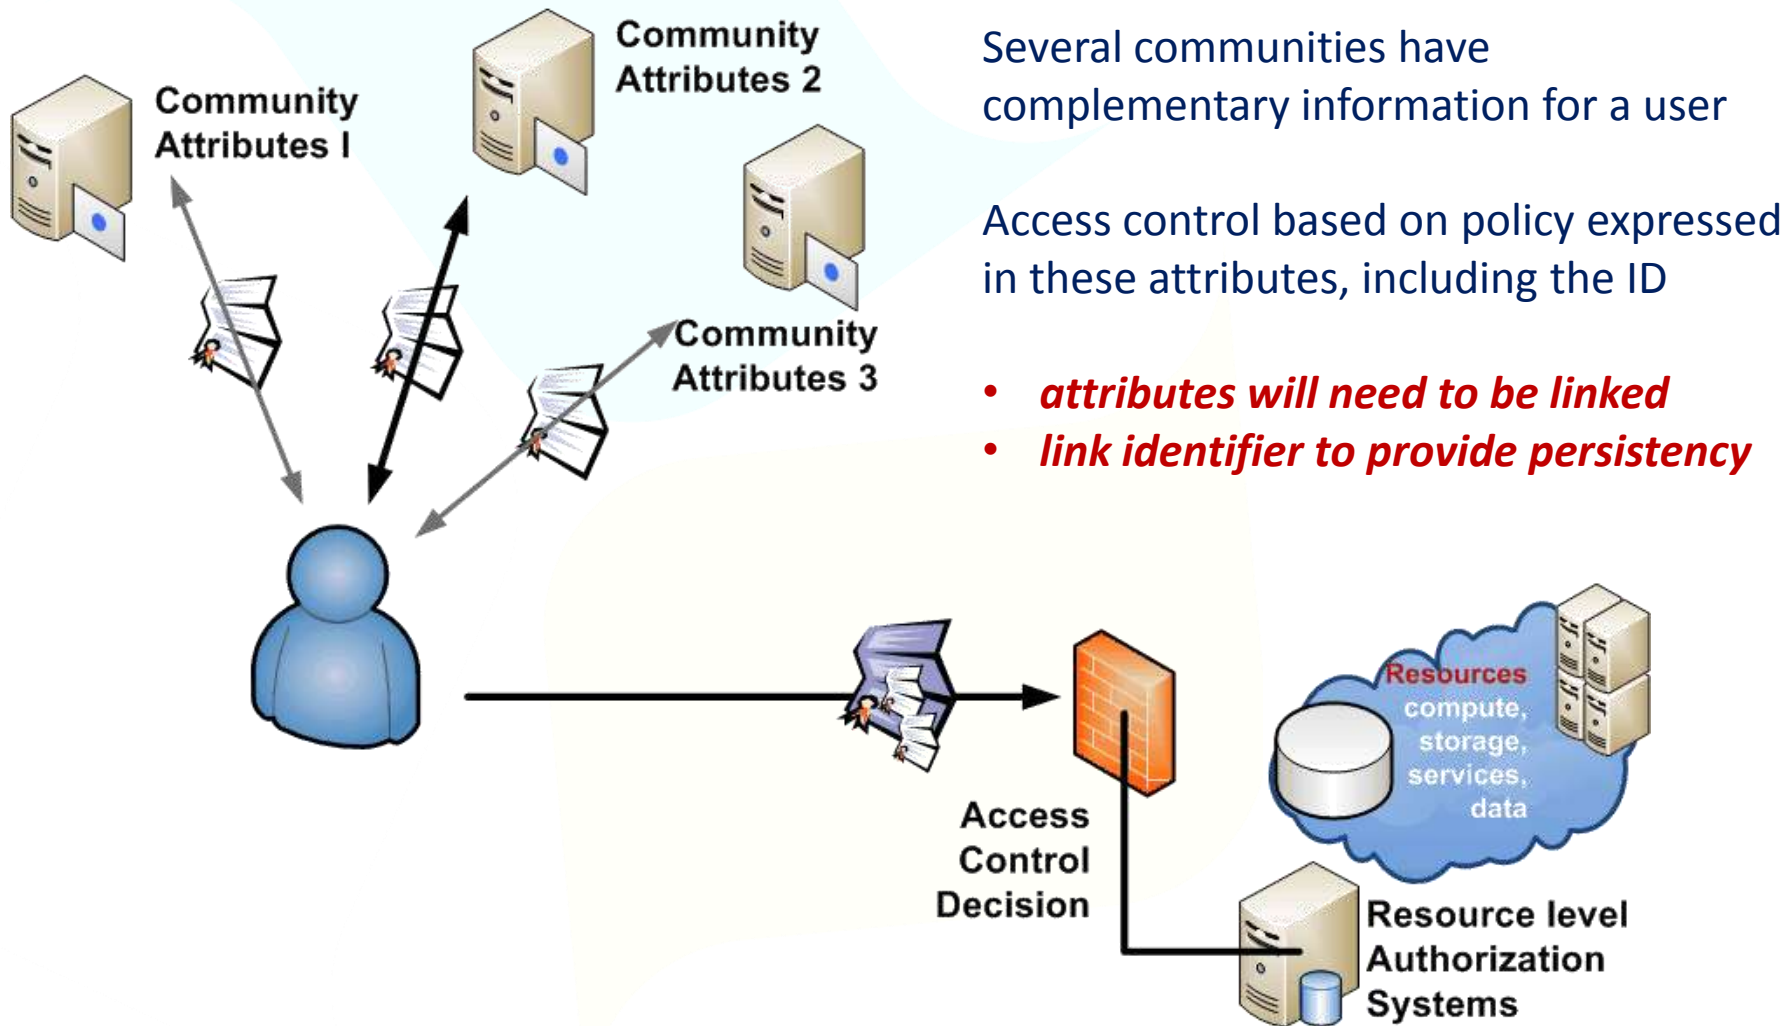 Community
Attributes I
Community
Attributes 2
Community
Attributes 3
Several communities have
complementary information for a user
Access control based on policy expressed
in these attributes, including the ID
• attributes will need to be linked
• link identifier to provide persistency
Access
Control
Decision
Resources
compute,
storage,
services,
data
Resource level
Authorization
Systems